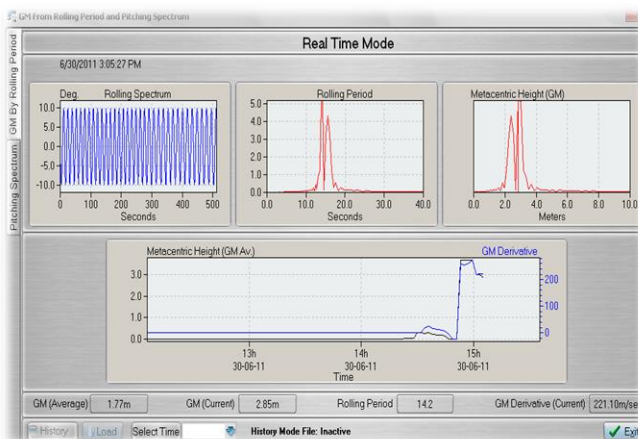 GM From Rolling Period and Pitching Spectrum
Real Time Mode
6/30/2011 3:05:27 PM
GM By Rolling Period
Pitching Spectrum
Deg. Rolling Spectrum
10.0
5.0
0.0
-5.0
-10.0
0 100 200 300 400 500
Seconds
Rolling Period
5.0
4.0
3.0
2.0
1.0
0.0
0.0 10.0 20.0 30.0 40.0
Seconds
Metacentric Height (GM)
0.0 2.0 4.0 6.0 8.0 10.0
Meters
Metacentric Height (GM Av.) GM Derivative
3.0
2.0
1.0
0.0
200
100
0
13h 14h 15h
30-06-11 30-06-11 30-06-11
Time
GM (Average) 1.77m GM (Current) 2.85m Rolling Period 14.2 GM Derivative (Current) 221.10m/se
History Load Select Time History Mode File: Inactive Exi